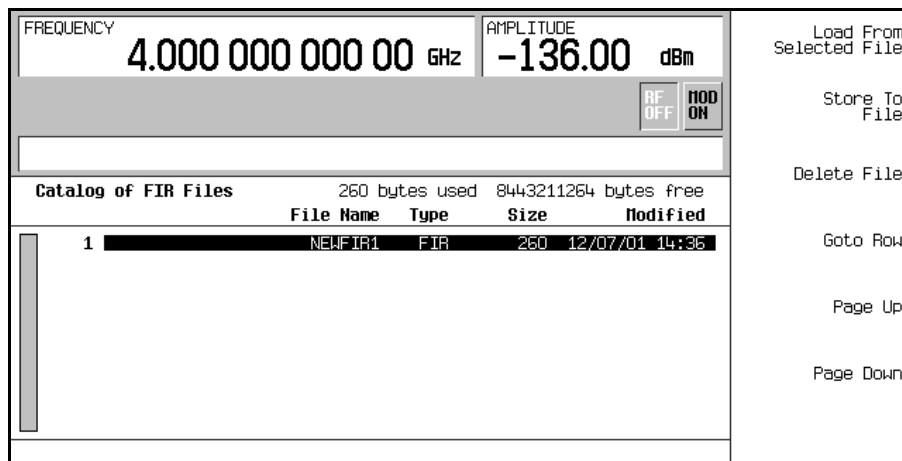 FREQUENCY
4.000 000 000 00 GHz
AMPLITUDE
-136.00 dBm
RF OFF
MOD ON
Catalog of FIR Files 260 bytes used 8443211264 bytes free
File Name Type Size Modified
1 NEWFIR1 FIR 260 12/07/01 14:36
Load From
Selected File
Store To
File
Delete File
Goto Row
Page Up
Page Down